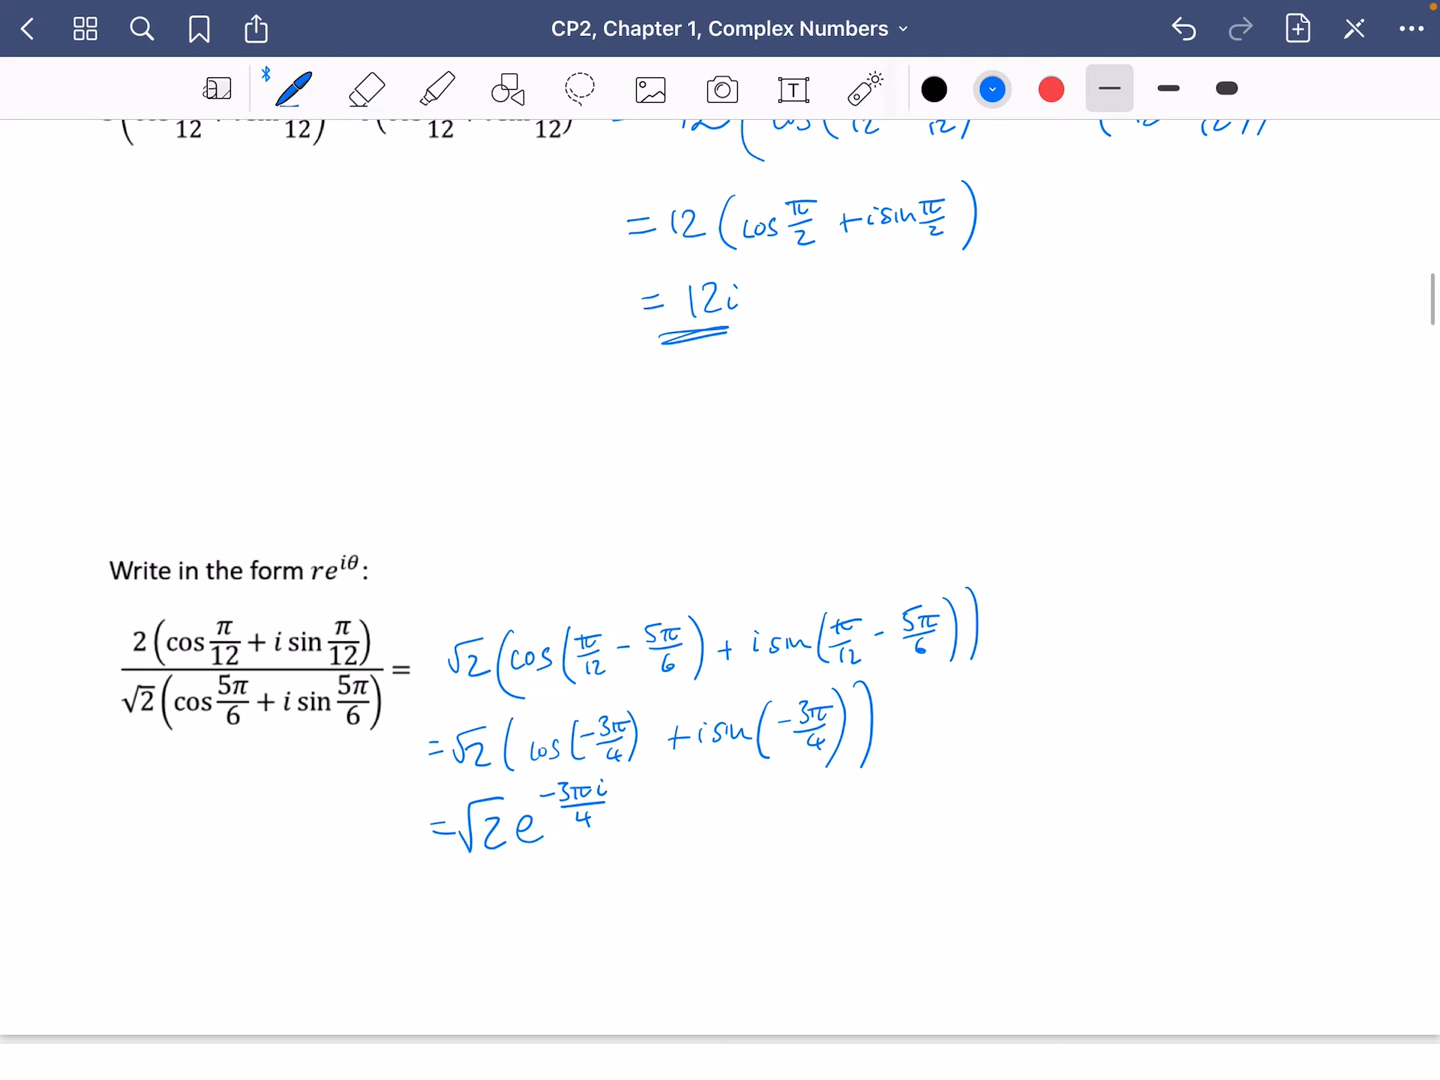 CP2, Chapter 1, Complex Numbers
= 12 ( cos π/2 + i sin π/2 )
= 12i
Write in the form re^{iθ}:
2 (cos π/12 + i sin π/12) / √2 (cos 5π/6 + i sin 5π/6) = √2 ( cos ( π/12 - 5π/6 ) + i sin ( π/12 - 5π/6 ) )
= √2 ( cos ( -3π/4 ) + i sin ( -3π/4 ) )
= √2 e^{-3πi/4}